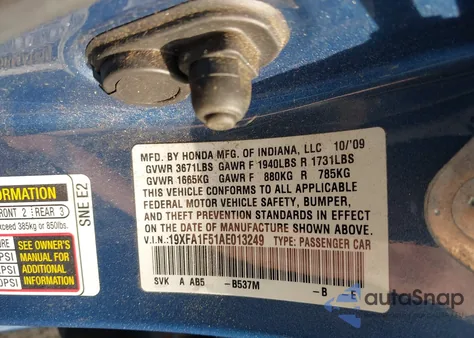 MFD. BY HONDA MFG. OF INDIANA, LLC 10/'09
GVWR 3671LBS GAWR F 1940LBS R 1731LBS
GVWR 1665KG GAWR F 880KG R 785KG
THIS VEHICLE CONFORMS TO ALL APPLICABLE
FEDERAL MOTOR VEHICLE SAFETY, BUMPER,
AND THEFT PREVENTION STANDARDS IN EFFECT
ON THE DATE OF MANUFACTURE SHOWN ABOVE.
V.I.N.:19XFA1F51AE013249 TYPE: PASSENGER CAR
SVK A AB5 -B537M -B E
ORMATION
RONT 2 REAR 3
xceed 385kg or 850lbs.
PSI
PSI
0PSI
SEE OWNER'S
MANUAL FOR
ADDITIONAL
INFORMATION
SNE E2
autoSnap